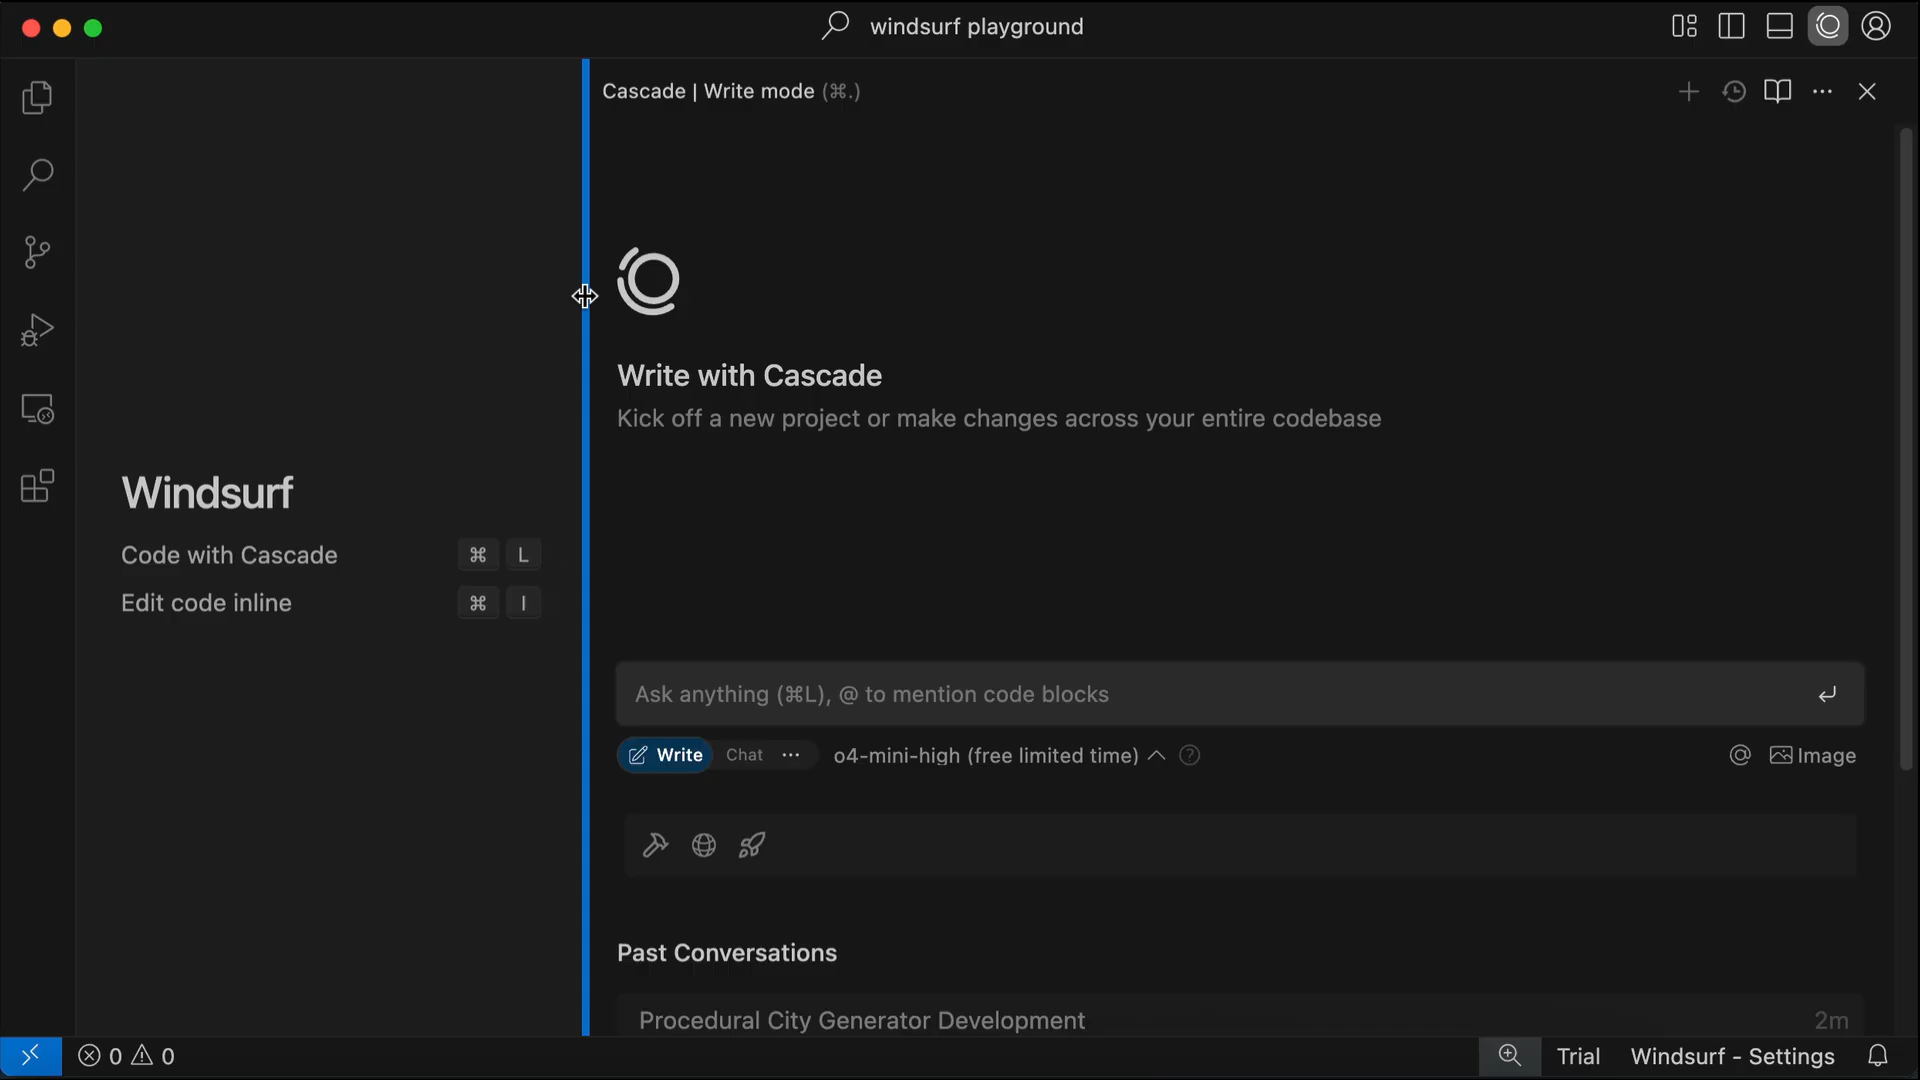 windsurf playground
Cascade | Write mode (⌘.)
Write with Cascade
Kick off a new project or make changes across your entire codebase
Windsurf
Code with Cascade ⌘ L
Edit code inline ⌘ I
Ask anything (⌘L), @ to mention code blocks
Write Chat ··· o4-mini-high (free limited time)
Image
Past Conversations
Procedural City Generator Development 2m
0 0 Trial Windsurf - Settings